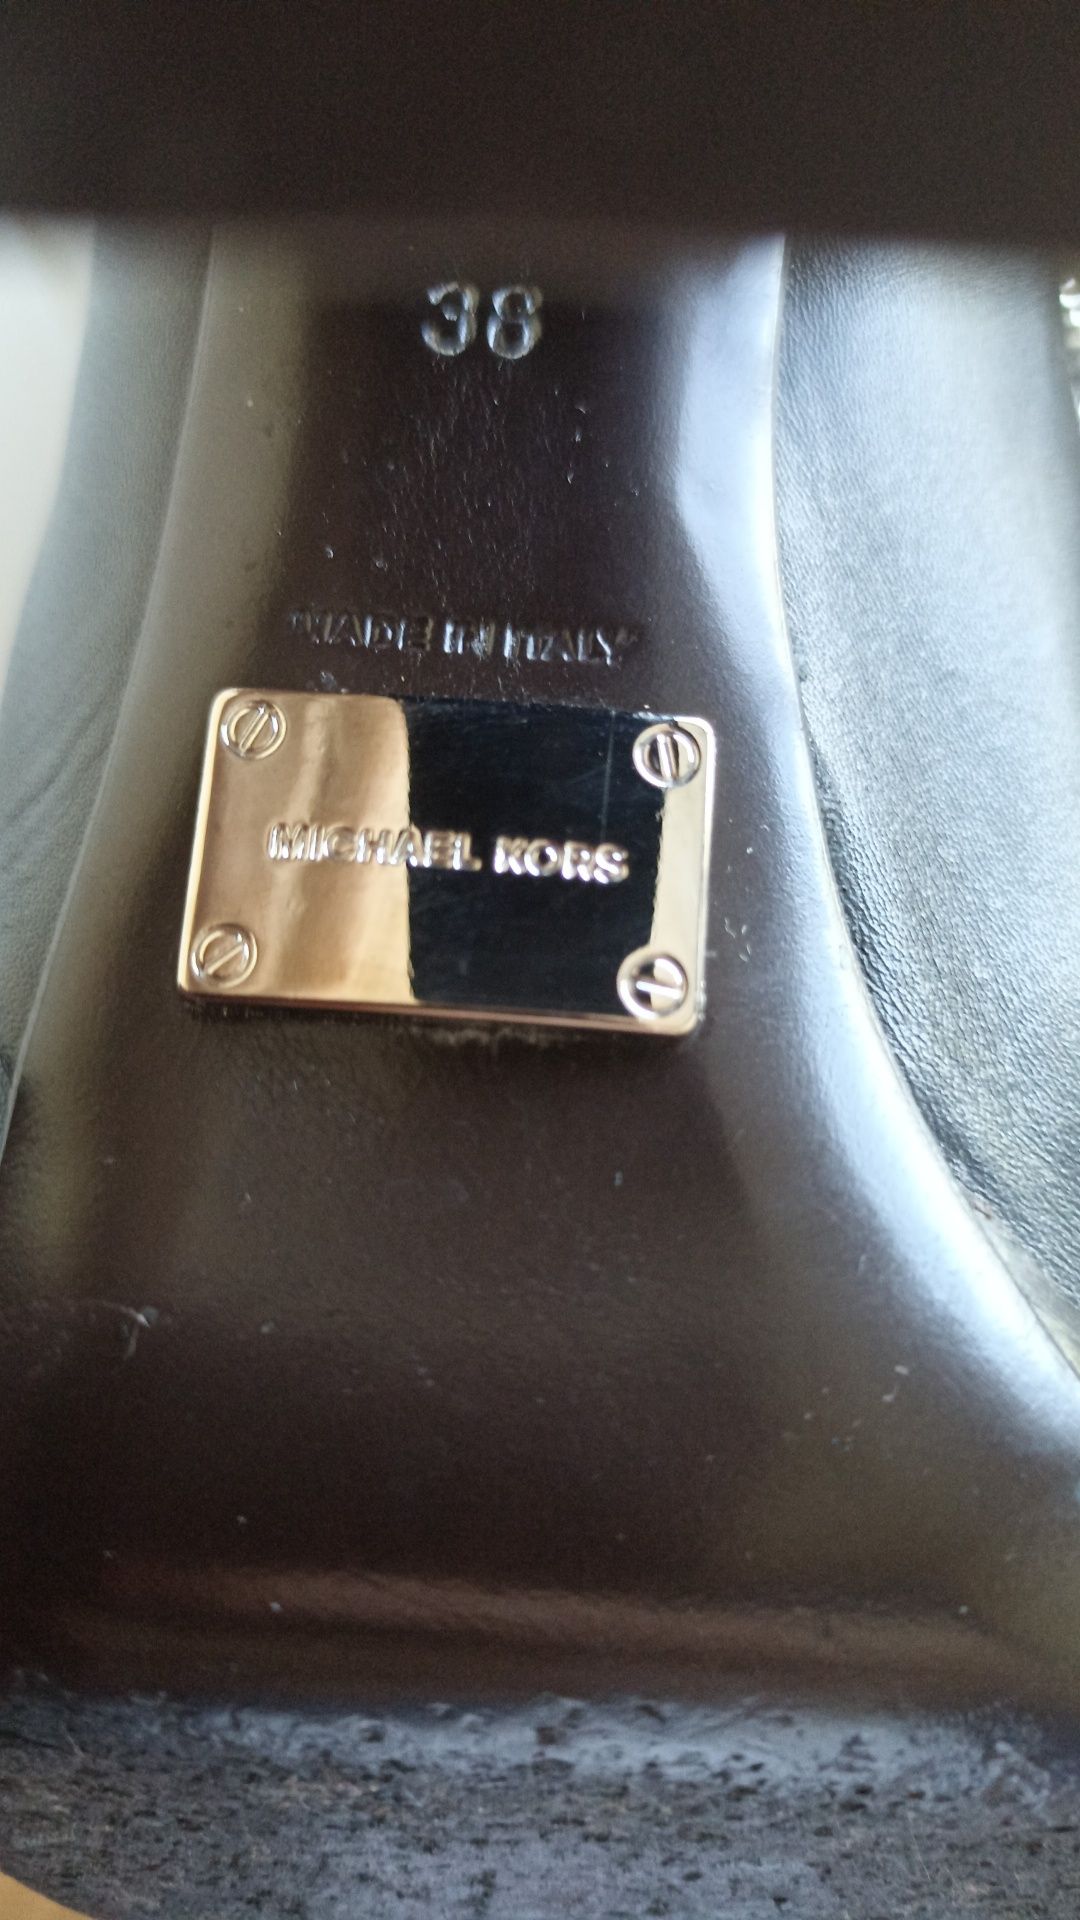 38
"MADE IN ITALY"
MICHAEL KORS